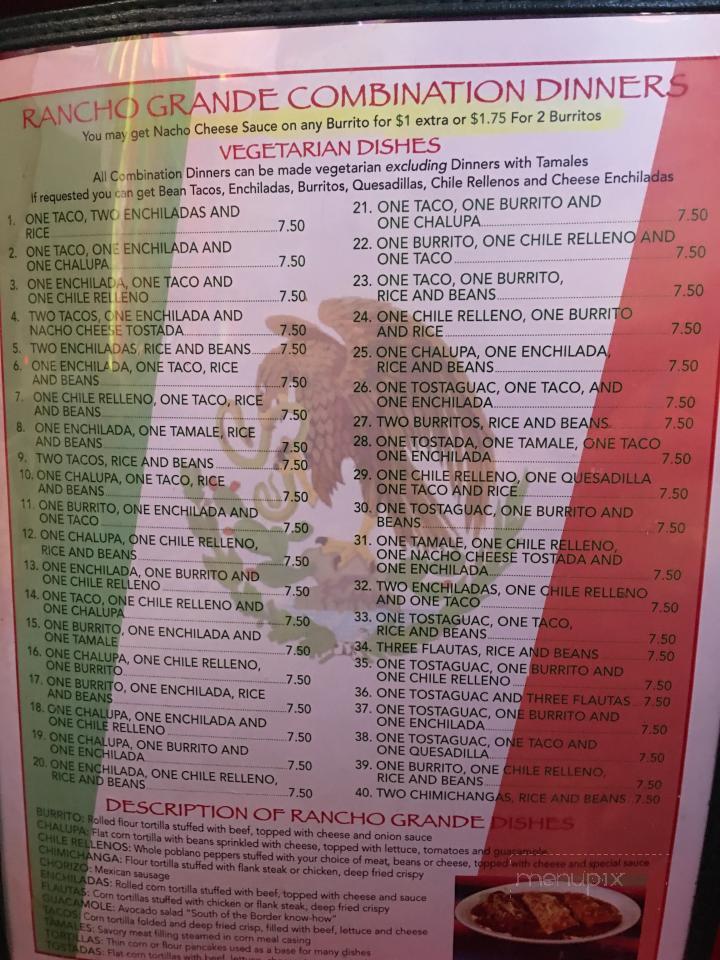 RANCHO GRANDE COMBINATION DINNERS
You may get Nacho Cheese Sauce on any Burrito for $1 extra or $1.75 For 2 Burritos
VEGETARIAN DISHES
All Combination Dinners can be made vegetarian excluding Dinners with Tamales
If requested you can get Bean Tacos, Enchiladas, Burritos, Quesadillas, Chile Rellenos and Cheese Enchiladas
1. ONE TACO, TWO ENCHILADAS AND
RICE 7.50
2. ONE TACO, ONE ENCHILADA AND
ONE CHALUPA 7.50
3. ONE ENCHILADA, ONE TACO AND
ONE CHILE RELLENO 7.50
4. TWO TACOS, ONE ENCHILADA AND
NACHO CHEESE TOSTADA 7.50
5. TWO ENCHILADAS, RICE AND BEANS 7.50
6. ONE ENCHILADA, ONE TACO, RICE
AND BEANS 7.50
7. ONE CHILE RELLENO, ONE TACO, RICE
AND BEANS 7.50
8. ONE ENCHILADA, ONE TAMALE, RICE
AND BEANS 7.50
9. TWO TACOS, RICE AND BEANS 7.50
10. ONE CHALUPA, ONE TACO, RICE
AND BEANS 7.50
11. ONE BURRITO, ONE ENCHILADA AND
ONE TACO 7.50
12. ONE CHALUPA, ONE CHILE RELLENO,
RICE AND BEANS 7.50
13. ONE ENCHILADA, ONE BURRITO AND
ONE CHILE RELLENO 7.50
14. ONE TACO, ONE CHILE RELLENO AND
ONE CHALUPA 7.50
15. ONE BURRITO, ONE ENCHILADA AND
ONE TAMALE 7.50
16. ONE CHALUPA, ONE CHILE RELLENO,
ONE BURRITO 7.50
17. ONE BURRITO, ONE ENCHILADA, RICE
AND BEANS 7.50
18. ONE CHALUPA, ONE ENCHILADA AND
ONE CHILE RELLENO 7.50
19. ONE CHALUPA, ONE BURRITO AND
ONE ENCHILADA 7.50
20. ONE ENCHILADA, ONE CHILE RELLENO,
RICE AND BEANS 7.50
21. ONE TACO, ONE BURRITO AND
ONE CHALUPA 7.50
22. ONE BURRITO, ONE CHILE RELLENO AND
ONE TACO 7.50
23. ONE TACO, ONE BURRITO,
RICE AND BEANS 7.50
24. ONE CHILE RELLENO, ONE BURRITO
AND RICE 7.50
25. ONE CHALUPA, ONE ENCHILADA,
RICE AND BEANS 7.50
26. ONE TOSTAGUAC, ONE TACO, AND
ONE ENCHILADA 7.50
27. TWO BURRITOS, RICE AND BEANS 7.50
28. ONE TOSTADA, ONE TAMALE, ONE TACO
ONE ENCHILADA 7.50
29. ONE CHILE RELLENO, ONE QUESADILLA
ONE TACO AND RICE 7.50
30. ONE TOSTAGUAC, ONE BURRITO AND
BEANS 7.50
31. ONE TAMALE, ONE CHILE RELLENO,
ONE NACHO CHEESE TOSTADA AND
ONE ENCHILADA 7.50
32. TWO ENCHILADAS, ONE CHILE RELLENO
AND ONE TACO 7.50
33. ONE TOSTAGUAC, ONE TACO,
RICE AND BEANS 7.50
34. THREE FLAUTAS, RICE AND BEANS 7.50
35. ONE TOSTAGUAC, ONE BURRITO AND
ONE CHILE RELLENO 7.50
36. ONE TOSTAGUAC AND THREE FLAUTAS 7.50
37. ONE TOSTAGUAC, ONE BURRITO AND
ONE ENCHILADA 7.50
38. ONE TOSTAGUAC, ONE TACO AND
ONE QUESADILLA 7.50
39. ONE BURRITO, ONE CHILE RELLENO,
RICE AND BEANS 7.50
40. TWO CHIMICHANGAS, RICE AND BEANS 7.50
DESCRIPTION OF RANCHO GRANDE DISHES
BURRITO: Rolled flour tortilla stuffed with beef, topped with cheese and onion sauce
CHALUPA: Flat corn tortilla with beans sprinkled with cheese, topped with lettuce, tomatoes and guacamole
CHILE RELLENOS: Whole poblano peppers stuffed with your choice of meat, beans or cheese, topped with cheese and special sauce
CHIMICHANGA: Flour tortilla stuffed with flank steak or chicken, deep fried crispy
CHORIZO: Mexican sausage
ENCHILADAS: Rolled corn tortilla stuffed with beef, topped with cheese and sauce
FLAUTAS: Corn tortillas stuffed with chicken or flank steak, deep fried crispy
GUACAMOLE: Avocado salad "South of the Border know-how"
TACOS: Corn tortilla folded and deep fried crisp, filled with beef, lettuce and cheese
TAMALES: Savory meat filling steamed in corn meal casing
TORTILLAS: Thin corn or flour pancakes used as a base for many dishes
TOSTADAS: Flat corn tortillas with beef, lettuce,
menupix